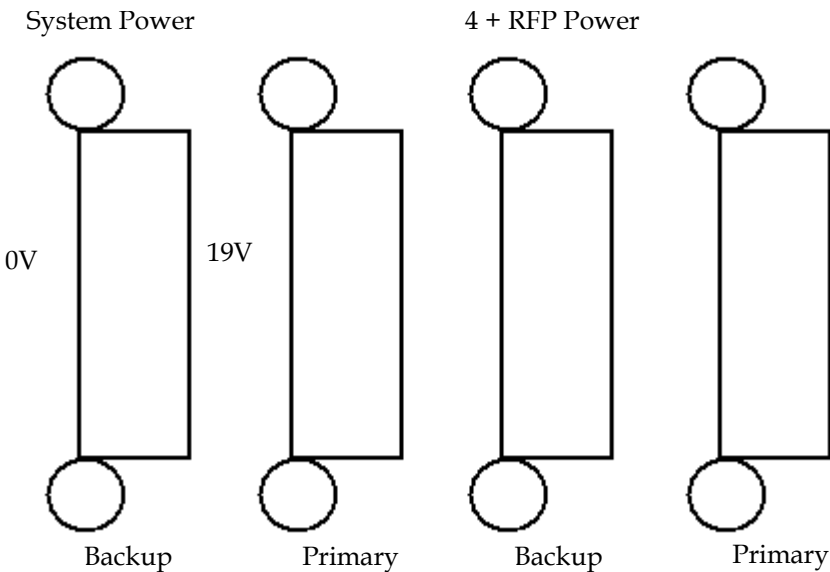 System Power
4 + RFP Power
0V
19V
Backup
Primary
Backup
Primary